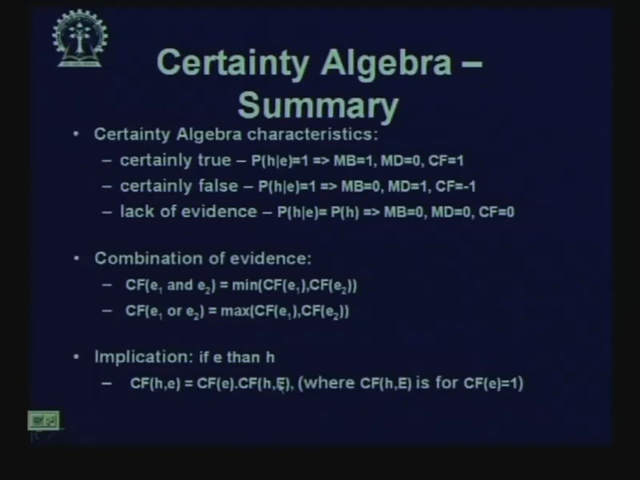 Certainty Algebra –
Summary
• Certainty Algebra characteristics:
– certainly true – P(h|e)=1 => MB=1, MD=0, CF=1
– certainly false – P(h|e)=1 => MB=0, MD=1, CF=-1
– lack of evidence – P(h|e)= P(h) => MB=0, MD=0, CF=0
• Combination of evidence:
– CF(e₁ and e₂) = min(CF(e₁),CF(e₂))
– CF(e₁ or e₂) = max(CF(e₁),CF(e₂))
• Implication: if e than h
– CF(h,e) = CF(e).CF(h,E), (where CF(h,E) is for CF(e)=1)